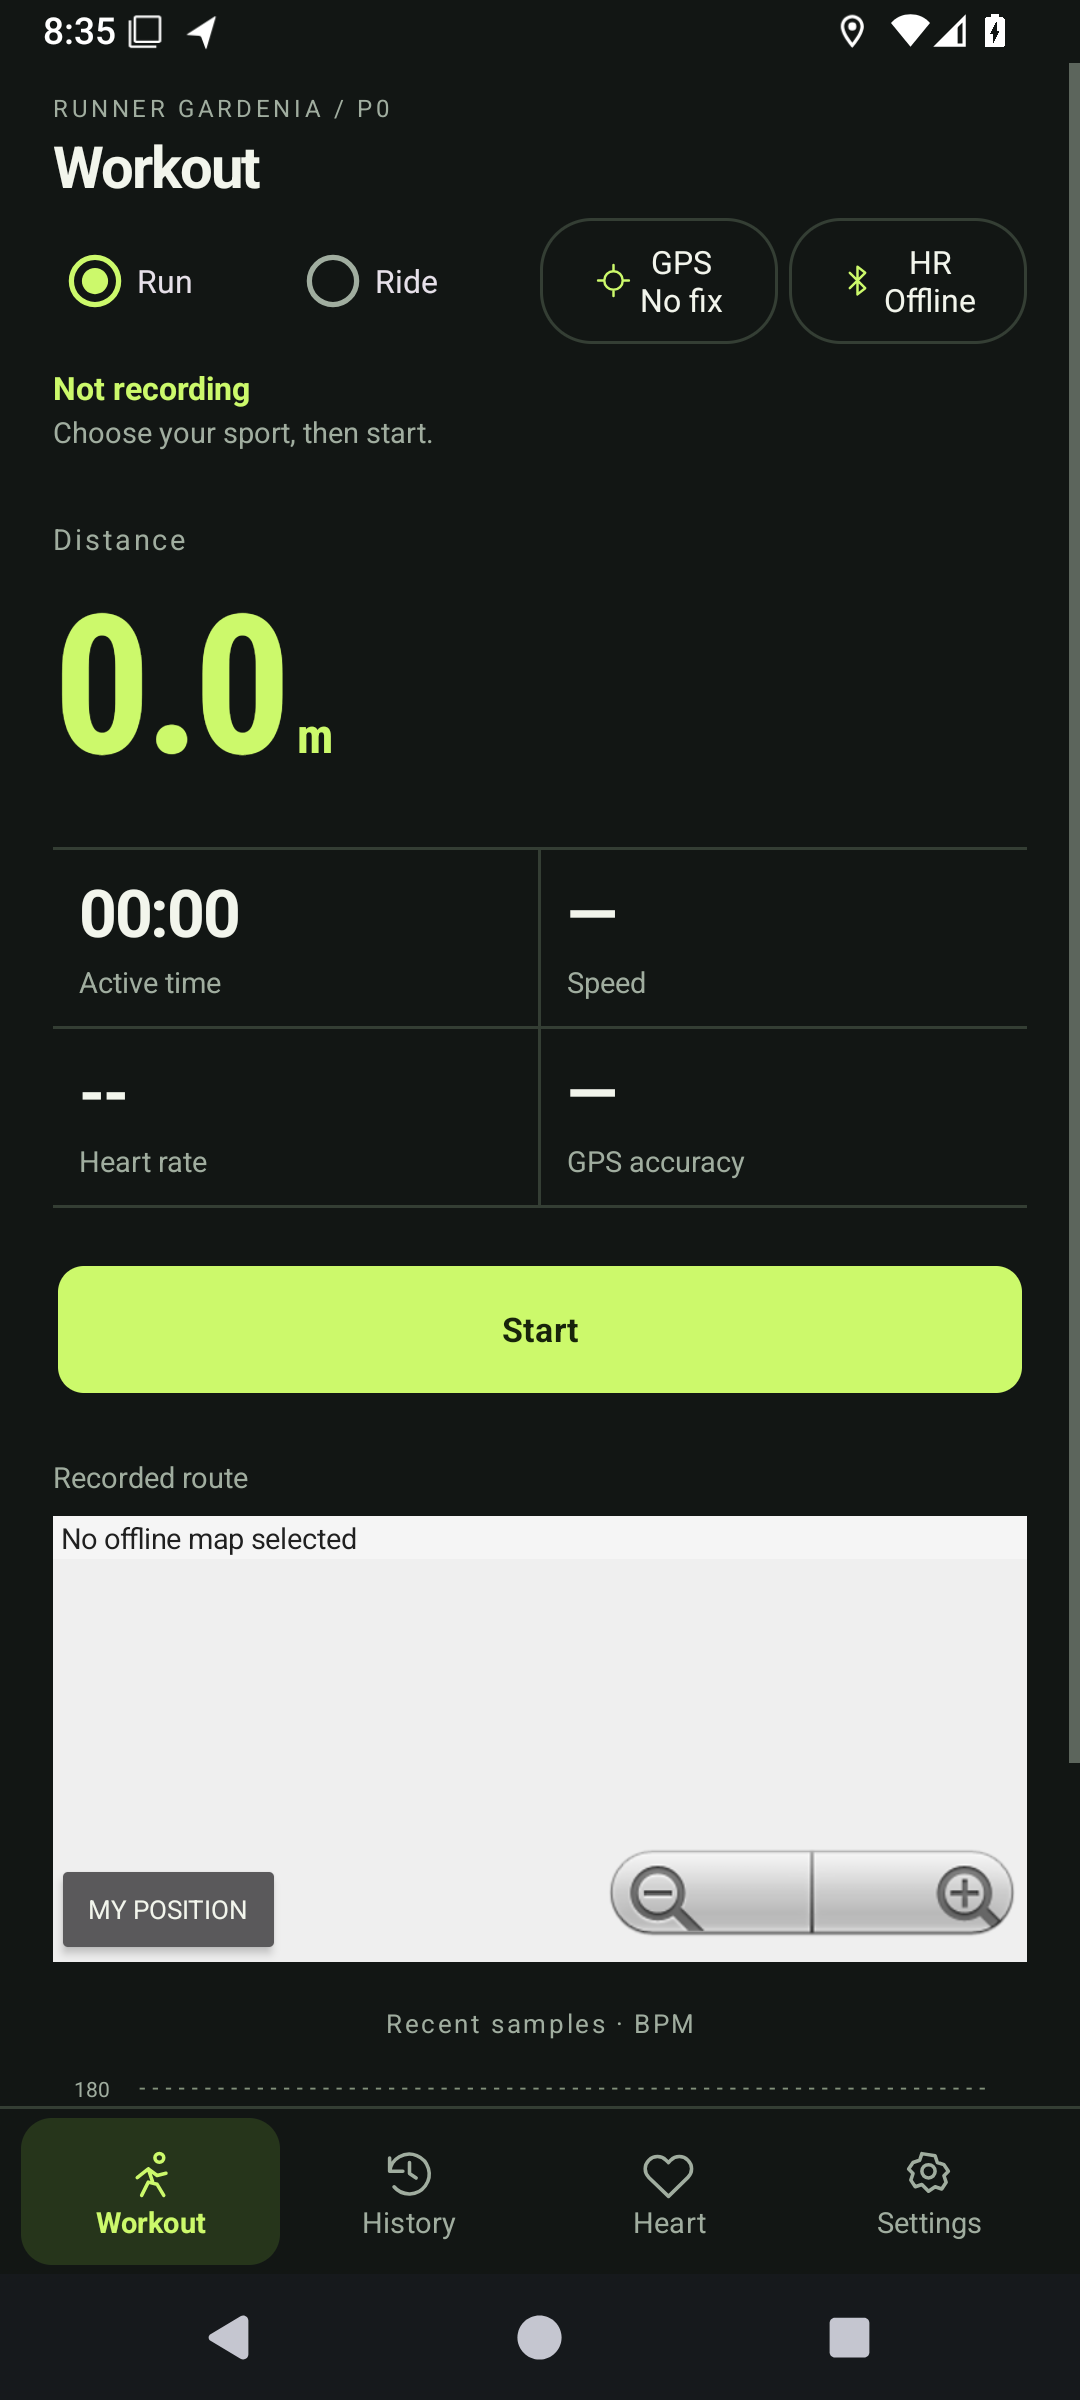 8:35
RUNNER GARDENIA / P0
Workout
Run
Ride
GPS
No fix
HR
Offline
Not recording
Choose your sport, then start.
Distance
0.0 m
00:00
Active time
—
Speed
--
Heart rate
—
GPS accuracy
Start
Recorded route
No offline map selected
MY POSITION
Recent samples · BPM
180
Workout
History
Heart
Settings